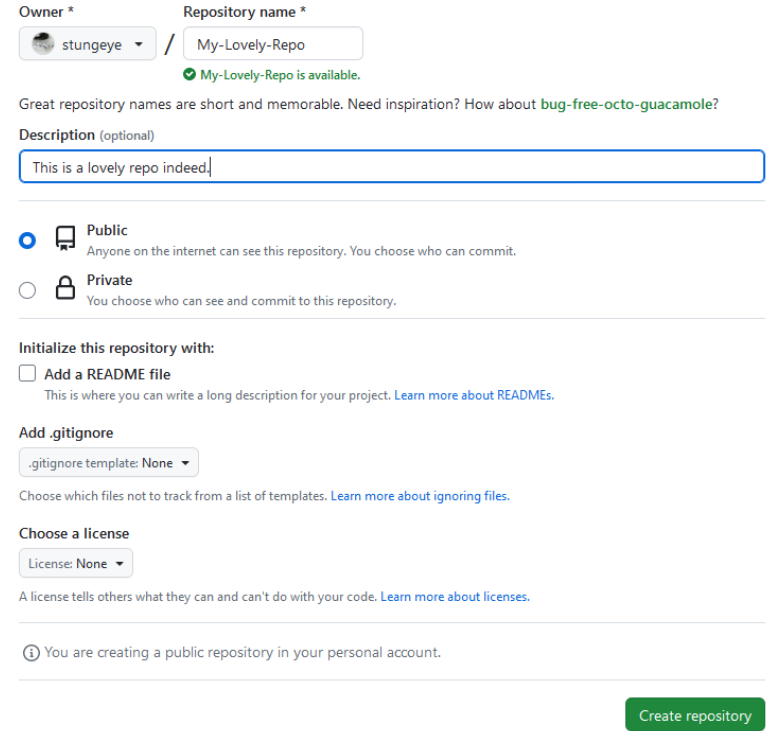 Owner * Repository name *
stungeye / My-Lovely-Repo
My-Lovely-Repo is available.
Great repository names are short and memorable. Need inspiration? How about bug-free-octo-guacamole?
Description (optional)
This is a lovely repo indeed.
Public
Anyone on the internet can see this repository. You choose who can commit.
Private
You choose who can see and commit to this repository.
Initialize this repository with:
Add a README file
This is where you can write a long description for your project. Learn more about READMEs.
Add .gitignore
.gitignore template: None
Choose which files not to track from a list of templates. Learn more about ignoring files.
Choose a license
License: None
A license tells others what they can and can't do with your code. Learn more about licenses.
You are creating a public repository in your personal account.
Create repository